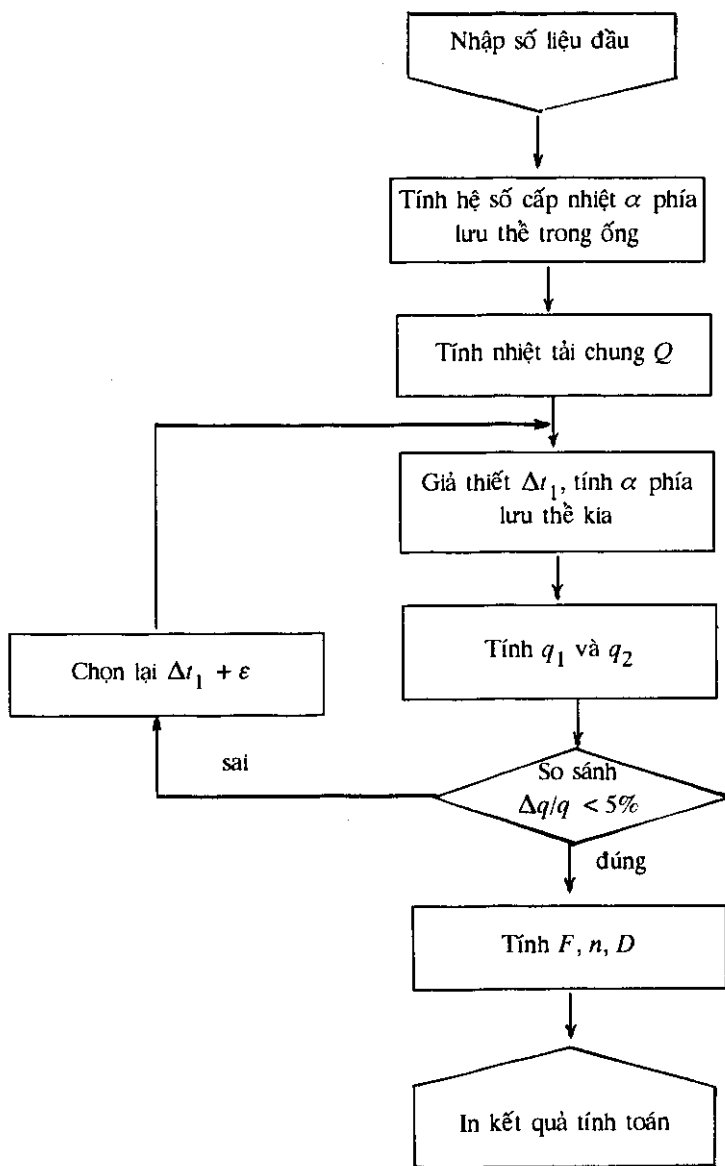 Nhập số liệu đầu
Tính hệ số cấp nhiệt α phía
lưu thể trong ống
Tính nhiệt tải chung Q
Giả thiết Δt₁, tính α phía
lưu thể kia
Tính q₁ và q₂
Chọn lại Δt₁ + ε
sai
So sánh
Δq/q < 5%
đúng
Tính F, n, D
In kết quả tính toán